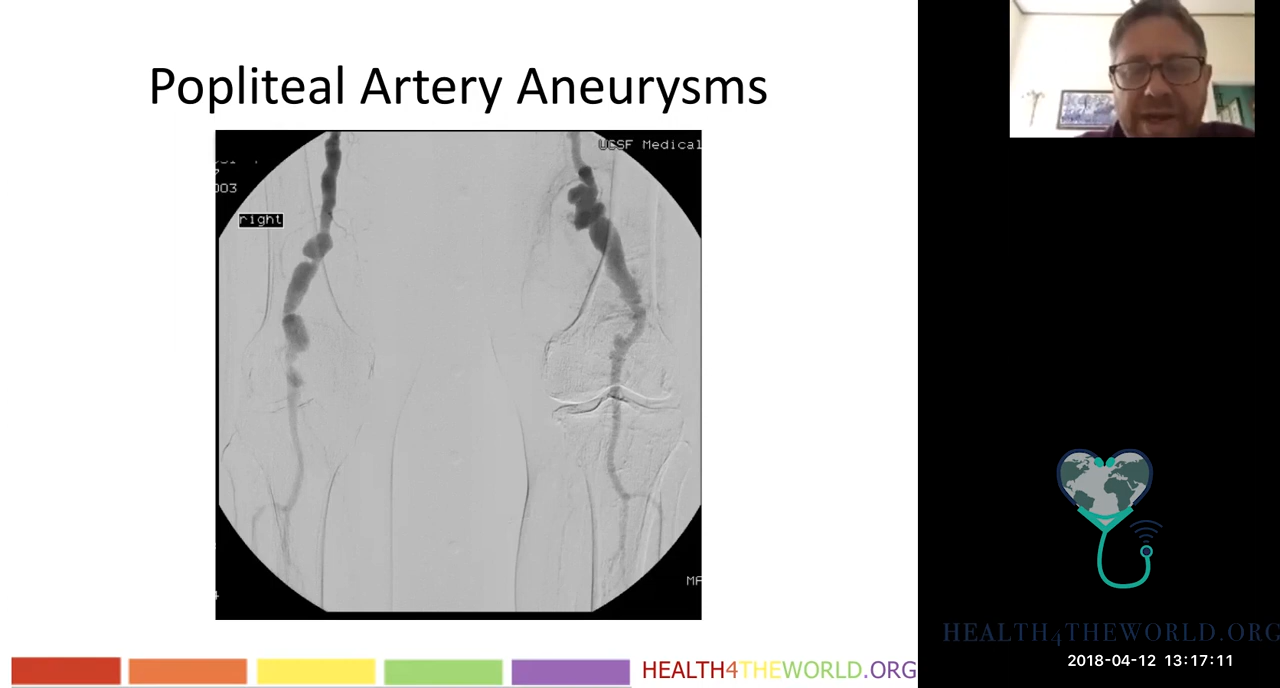 Popliteal Artery Aneurysms
UCSF Medical
003
right
MA
HEALTH4THEWORLD.ORG
HEALTH4THEWORLD.ORG
2018-04-12 13:17:11